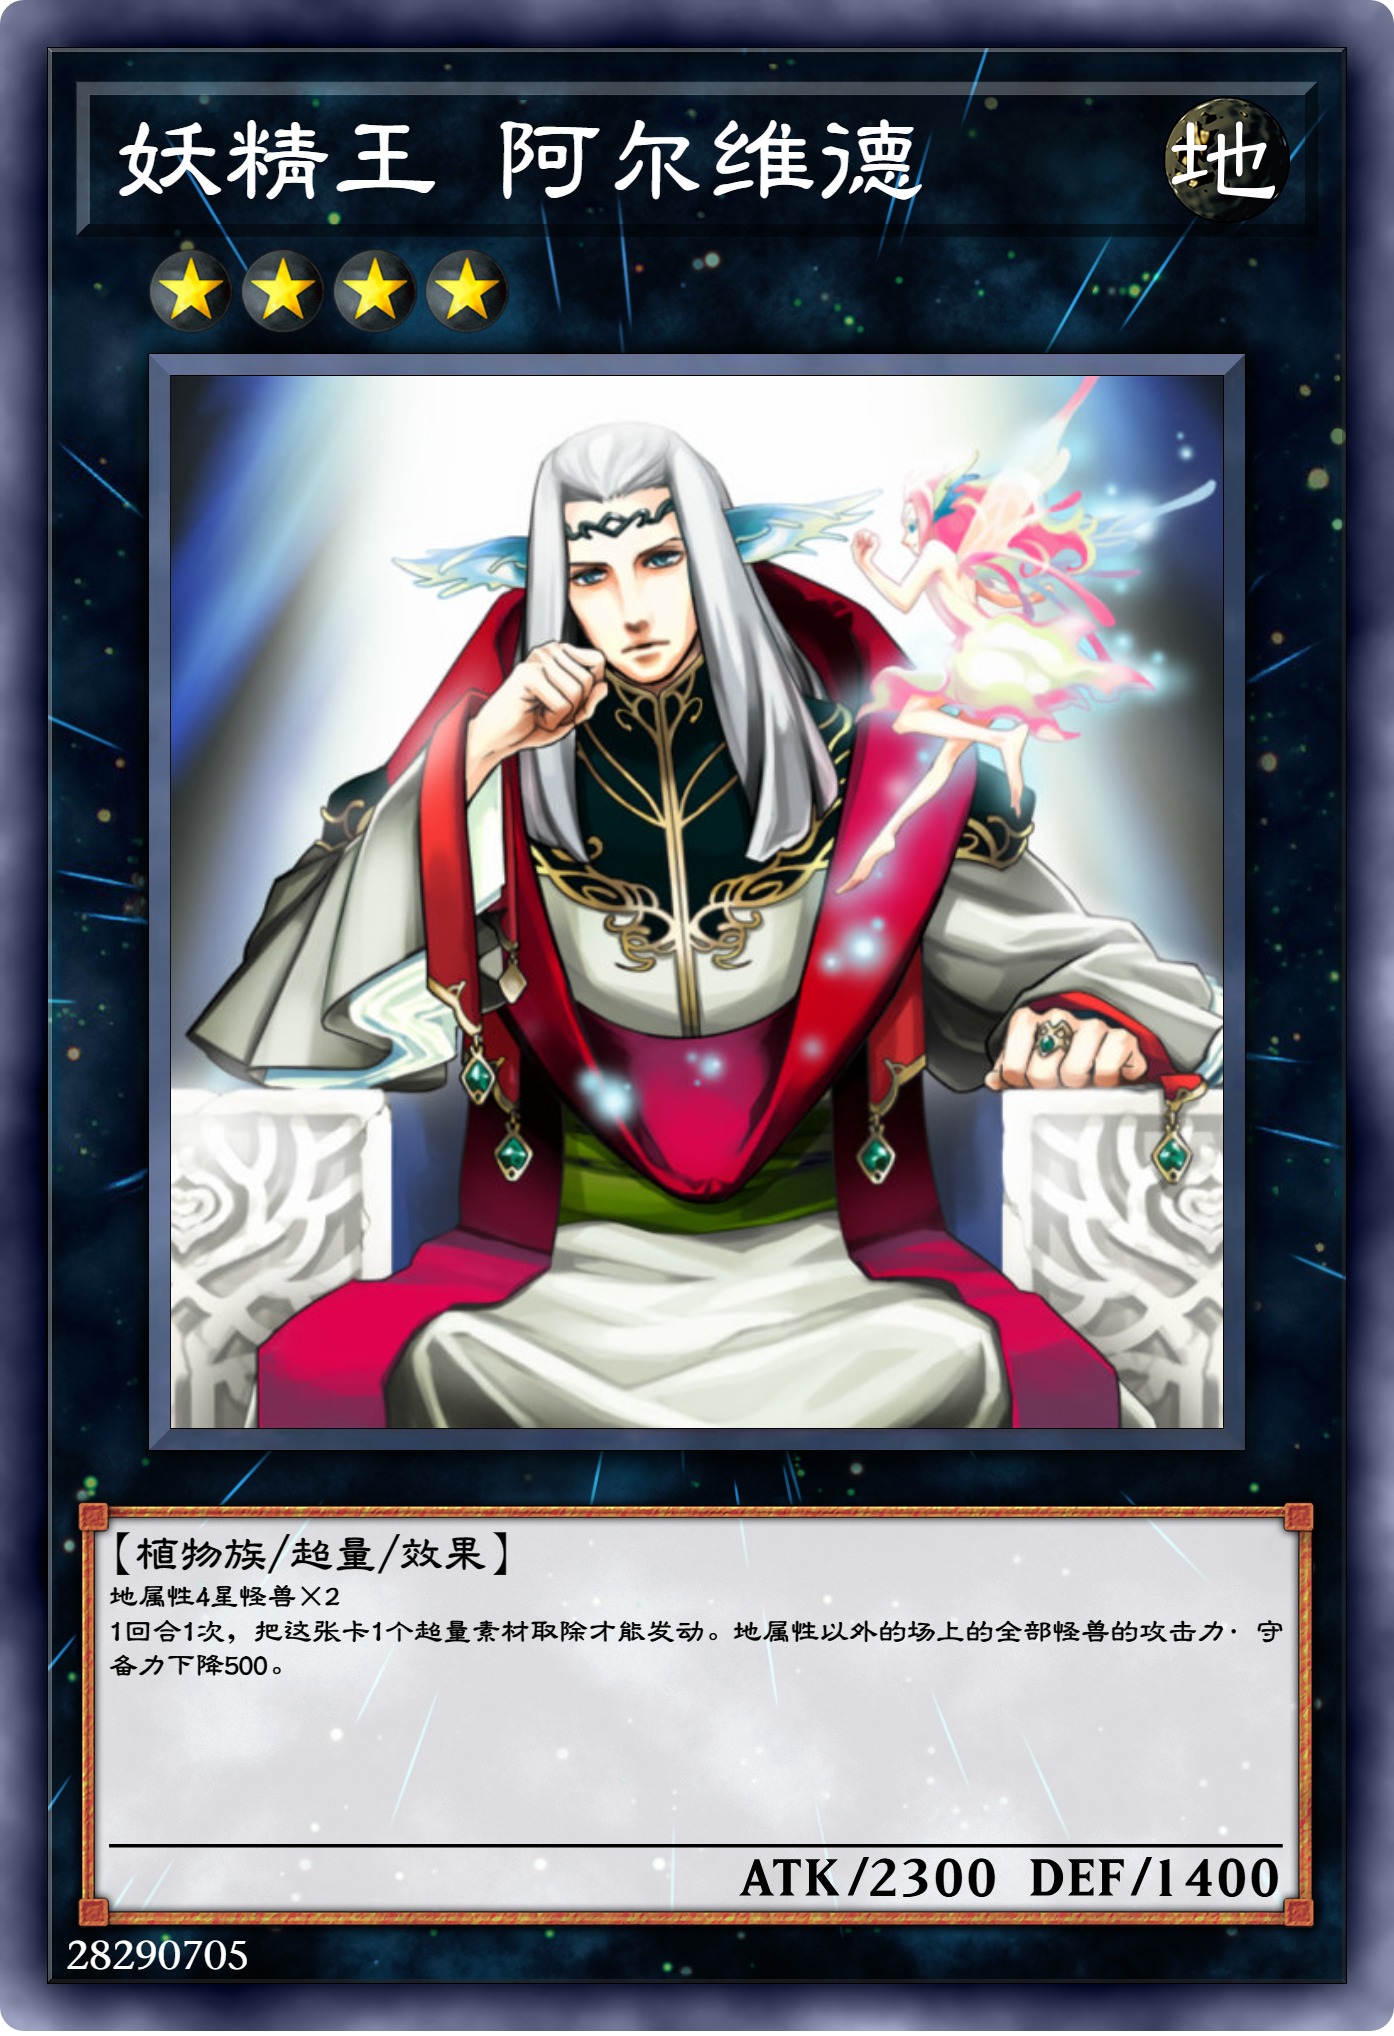 妖精王 阿尔维德
地
【植物族/超量/效果】
地属性4星怪兽×2
1回合1次，把这张卡1个超量素材取除才能发动。地属性以外的场上的全部怪兽的攻击力·守
备力下降500。
ATK/2300 DEF/1400
28290705